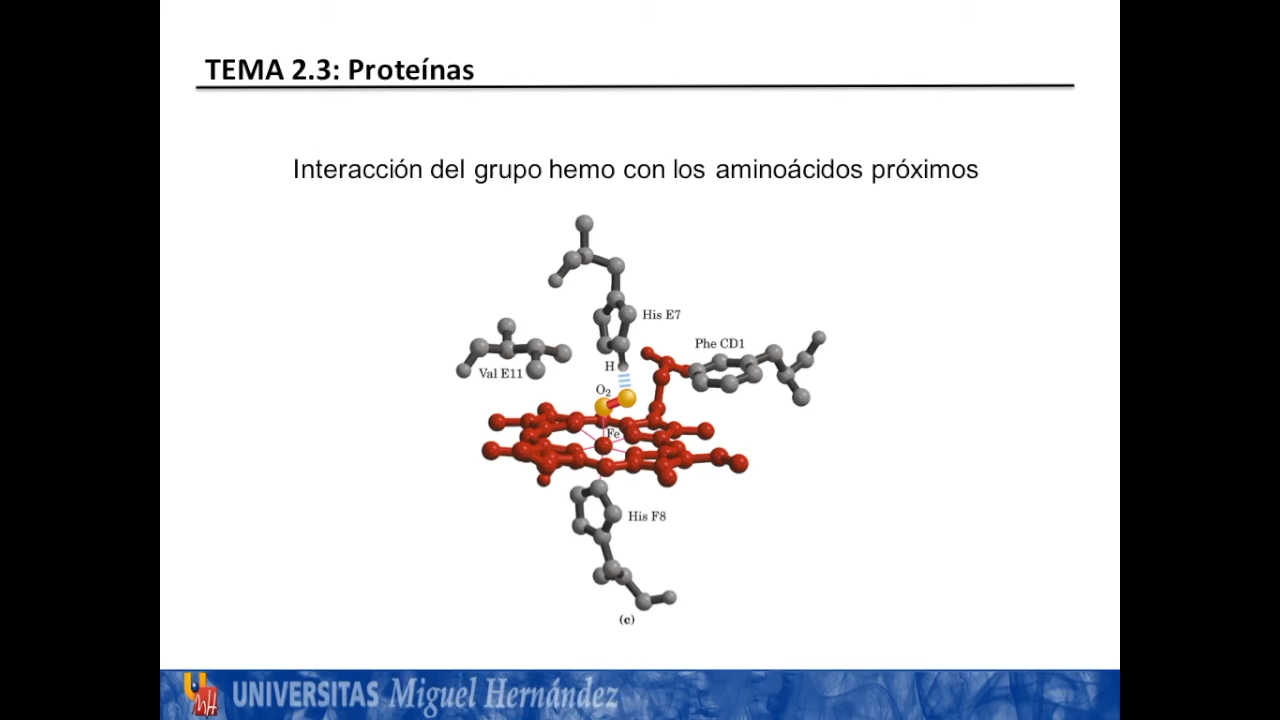 TEMA 2.3: Proteínas
Interacción del grupo hemo con los aminoácidos próximos
His E7
Phe CD1
Val E11
H
O2
Fe
His F8
(c)
UNIVERSITAS Miguel Hernández